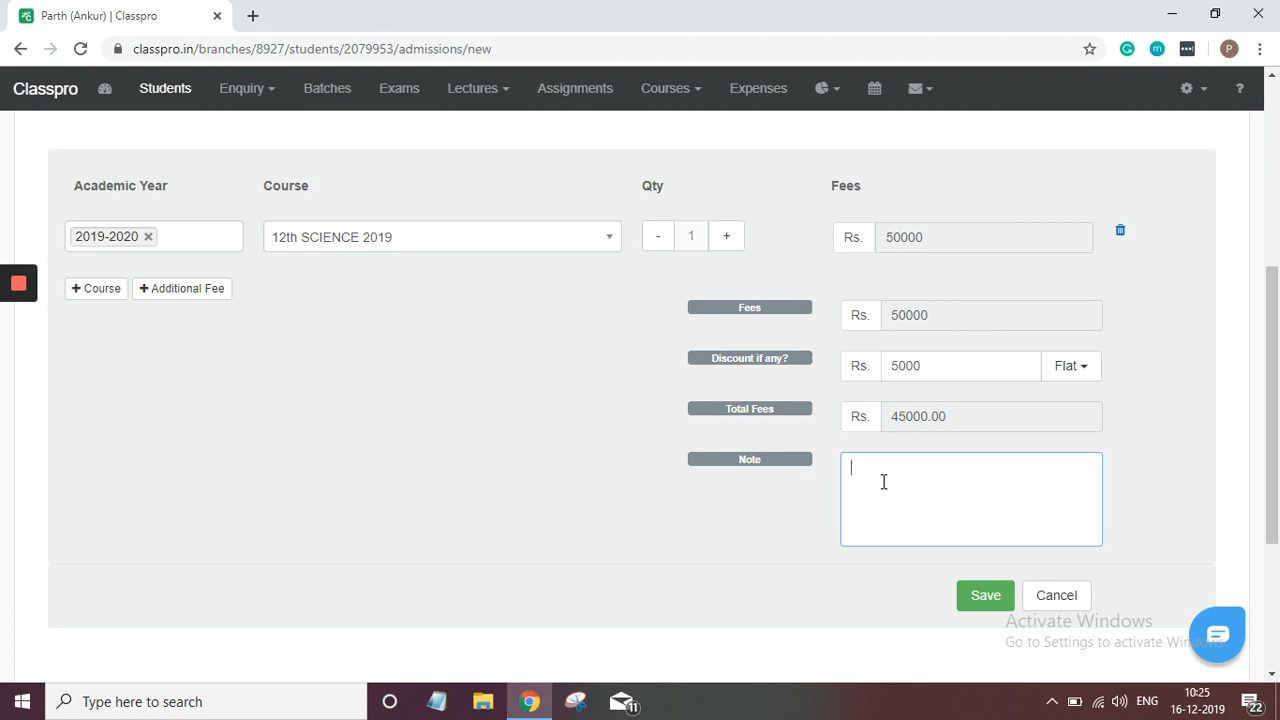 Parth (Ankur) | Classpro
classpro.in/branches/8927/students/2079953/admissions/new
P
Classpro Students Enquiry Batches Exams Lectures Assignments Courses Expenses ?
Academic Year Course Qty Fees
2019-2020 × 12th SCIENCE 2019 - 1 + Rs. 50000
+ Course + Additional Fee
Fees Rs. 50000
Discount if any? Rs. 5000 Flat
Total Fees Rs. 45000.00
Note
Save Cancel
Activate Windows
Go to Settings to activate Windows.
Type here to search 11 ENG 10:25 16-12-2019 22